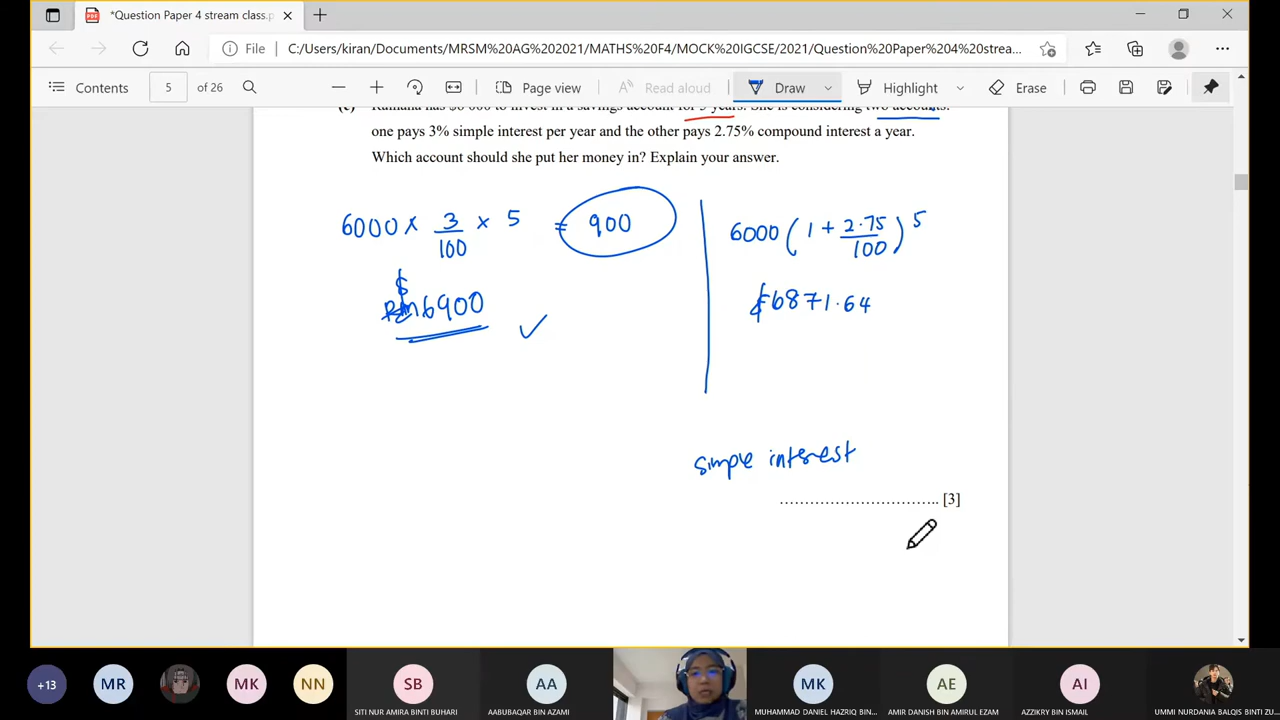 *Question Paper 4 stream class.p
File
C:/Users/kiran/Documents/MRSM%20AG%202021/MATHS%20F4/MOCK%20IGCSE/2021/Question%20Paper%204%20strea...
Contents
5
of 26
Page view
Read aloud
Draw
Highlight
Erase
one pays 3% simple interest per year and the other pays 2.75% compound interest a year.
Which account should she put her money in? Explain your answer.
6000 × 3/100 × 5 = 900
6000 ( 1 + 2.75/100 ) 5
$ 6900
$6871.64
simple interest
………………………….. [3]
+13
MR
MK
NN
SB
AA
MK
AE
AI
SITI NUR AMIRA BINTI BUHARI
AABUBAQAR BIN AZAMI
MUHAMMAD DANIEL HAZRIQ BIN...
AMIR DANISH BIN AMIRUL EZAM
AZZIKRY BIN ISMAIL
UMMI NURDANIA BALQIS BINTI ZU...